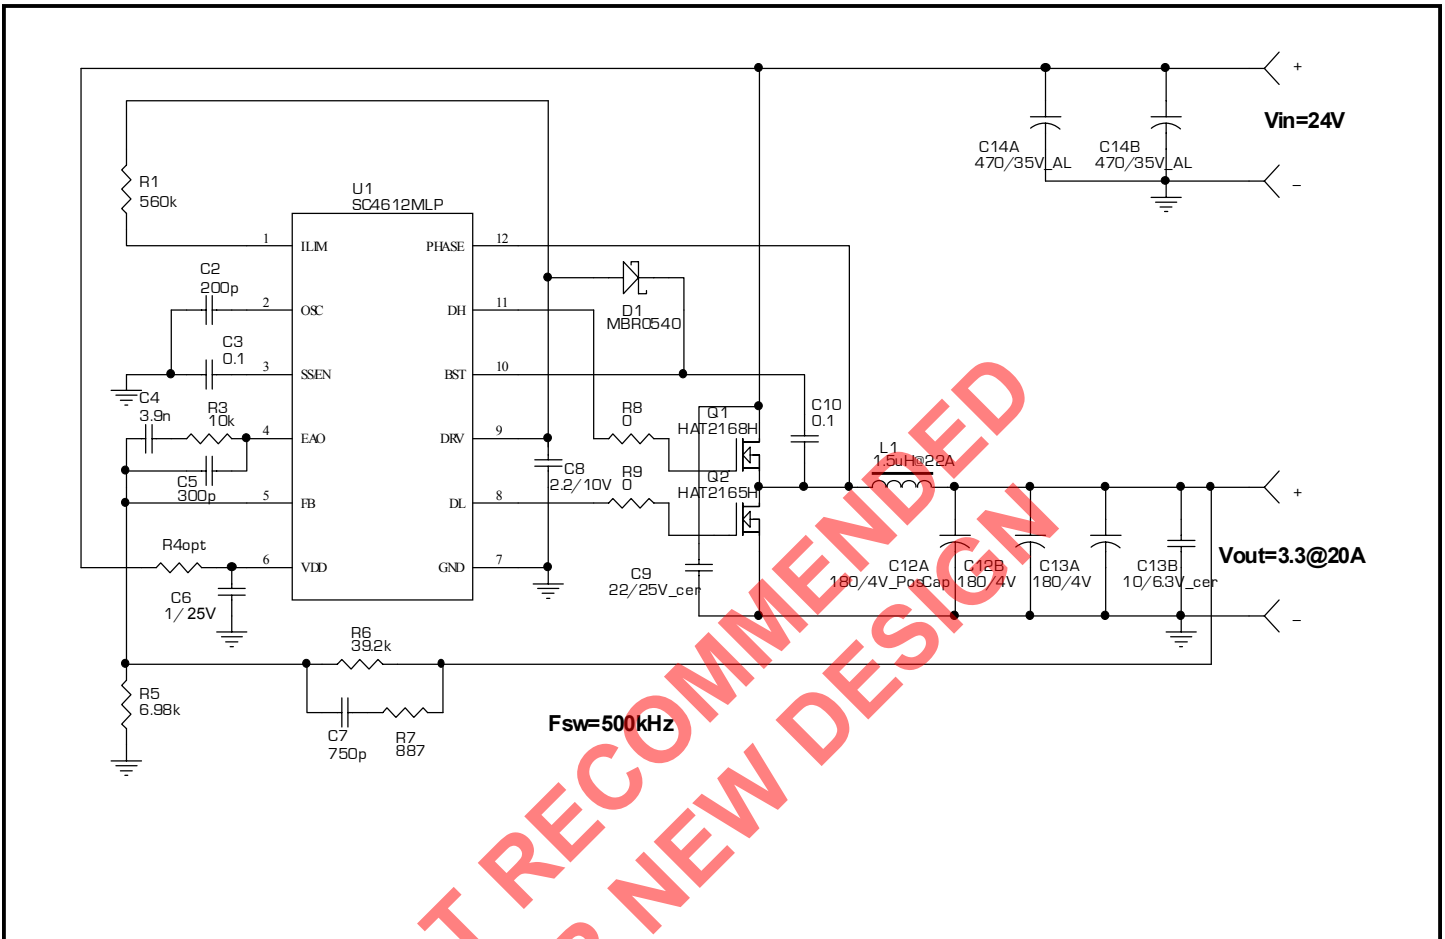 +
Vin=24V
C14A
470/35V_AL
C14B
470/35V_AL
–
R1
560k
U1
SC4612MLP
1
ILIM
PHASE
12
C2
200p
2
OSC
DH
11
D1
MBR0540
C3
0.1
3
SS/EN
BST
10
C4
3.9n
R3
10k
4
EAO
DRV
9
R8
0
Q1
HAT2168H
C10
0.1
C5
300p
5
FB
DL
8
C8
2.2/10V
R9
0
Q2
HAT2165H
L1
1.5uH@22A
+
R4opt
6
VDD
GND
7
C6
1/25V
C9
22/25V_cer
C12A
180/4V_PosCap
C12B
180/4V
C13A
180/4V
C13B
10/6.3V_cer
Vout=3.3@20A
–
R6
39.2k
R5
6.98k
C7
750p
R7
887
Fsw=500kHz
T RECOMMENDED
R NEW DESIGN